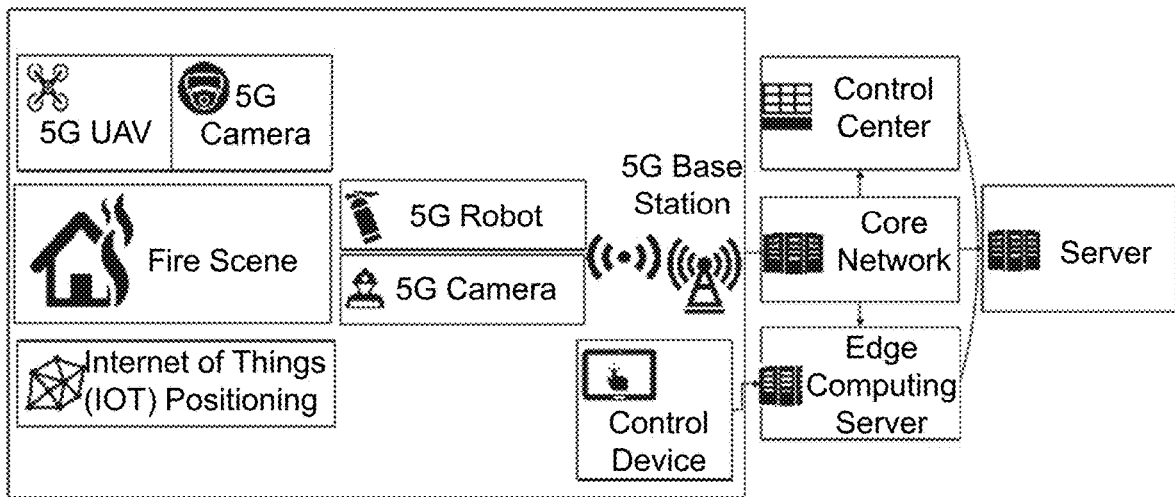 5G UAV
5G
Camera
Fire Scene
Internet of Things
(IOT) Positioning
5G Robot
5G Camera
5G Base
Station
Control
Device
Control
Center
Core
Network
Edge
Computing
Server
Server